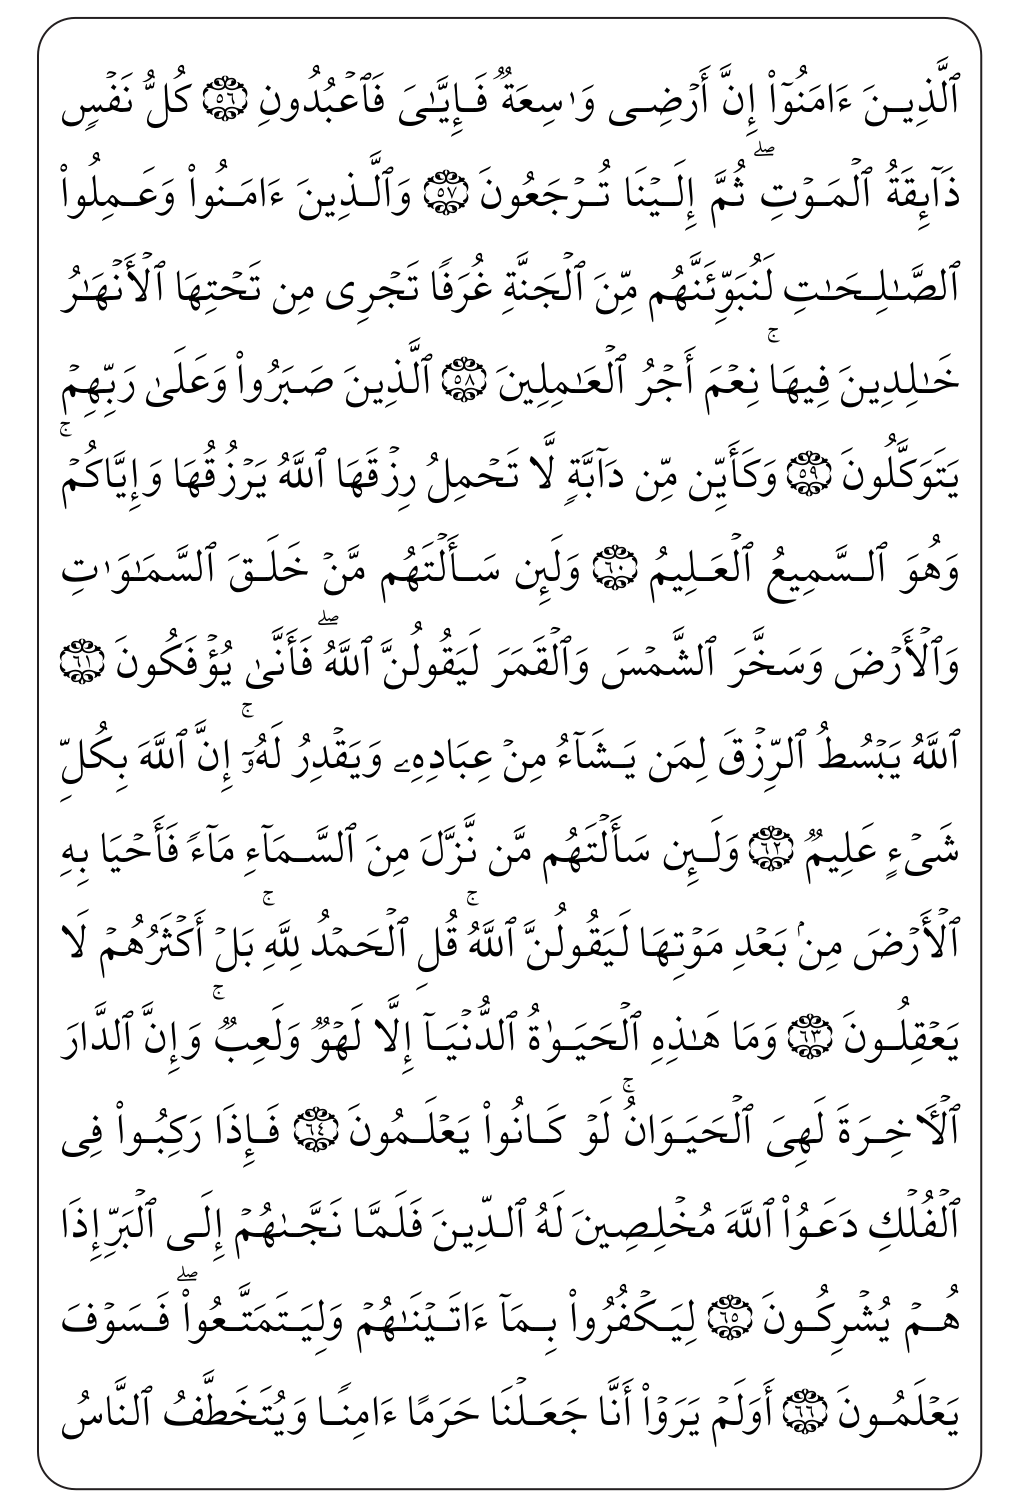 ٱلَّذِينَ ءَامَنُوٓا۟ إِنَّ أَرْضِى وَٰسِعَةٌ فَإِيَّـٰىَ فَٱعْبُدُونِ ٥٦ كُلُّ نَفْسٍ
ذَآئِقَةُ ٱلْمَوْتِ ۖ ثُمَّ إِلَيْنَا تُرْجَعُونَ ٥٧ وَٱلَّذِينَ ءَامَنُوا۟ وَعَمِلُوا۟
ٱلصَّـٰلِحَـٰتِ لَنُبَوِّئَنَّهُم مِّنَ ٱلْجَنَّةِ غُرَفًا تَجْرِى مِن تَحْتِهَا ٱلْأَنْهَـٰرُ
خَـٰلِدِينَ فِيهَا ۚ نِعْمَ أَجْرُ ٱلْعَـٰمِلِينَ ٥٨ ٱلَّذِينَ صَبَرُوا۟ وَعَلَىٰ رَبِّهِمْ
يَتَوَكَّلُونَ ٥٩ وَكَأَيِّن مِّن دَآبَّةٍ لَّا تَحْمِلُ رِزْقَهَا ٱللَّهُ يَرْزُقُهَا وَإِيَّاكُمْ ۚ
وَهُوَ ٱلسَّمِيعُ ٱلْعَلِيمُ ٦٠ وَلَئِن سَأَلْتَهُم مَّنْ خَلَقَ ٱلسَّمَـٰوَٰتِ
وَٱلْأَرْضَ وَسَخَّرَ ٱلشَّمْسَ وَٱلْقَمَرَ لَيَقُولُنَّ ٱللَّهُ ۖ فَأَنَّىٰ يُؤْفَكُونَ ٦١
ٱللَّهُ يَبْسُطُ ٱلرِّزْقَ لِمَن يَشَآءُ مِنْ عِبَادِهِۦ وَيَقْدِرُ لَهُۥٓ ۚ إِنَّ ٱللَّهَ بِكُلِّ
شَىْءٍ عَلِيمٌ ٦٢ وَلَئِن سَأَلْتَهُم مَّن نَّزَّلَ مِنَ ٱلسَّمَآءِ مَآءً فَأَحْيَا بِهِ
ٱلْأَرْضَ مِنۢ بَعْدِ مَوْتِهَا لَيَقُولُنَّ ٱللَّهُ ۚ قُلِ ٱلْحَمْدُ لِلَّهِ ۚ بَلْ أَكْثَرُهُمْ لَا
يَعْقِلُونَ ٦٣ وَمَا هَـٰذِهِ ٱلْحَيَوٰةُ ٱلدُّنْيَآ إِلَّا لَهْوٌ وَلَعِبٌ ۚ وَإِنَّ ٱلدَّارَ
ٱلْـَٔاخِرَةَ لَهِىَ ٱلْحَيَوَانُ ۚ لَوْ كَانُوا۟ يَعْلَمُونَ ٦٤ فَإِذَا رَكِبُوا۟ فِى
ٱلْفُلْكِ دَعَوُا۟ ٱللَّهَ مُخْلِصِينَ لَهُ ٱلدِّينَ فَلَمَّا نَجَّىٰهُمْ إِلَى ٱلْبَرِّ إِذَا
هُمْ يُشْرِكُونَ ٦٥ لِيَكْفُرُوا۟ بِمَآ ءَاتَيْنَـٰهُمْ وَلِيَتَمَتَّعُوا۟ ۖ فَسَوْفَ
يَعْلَمُونَ ٦٦ أَوَلَمْ يَرَوْا۟ أَنَّا جَعَلْنَا حَرَمًا ءَامِنًا وَيُتَخَطَّفُ ٱلنَّاسُ